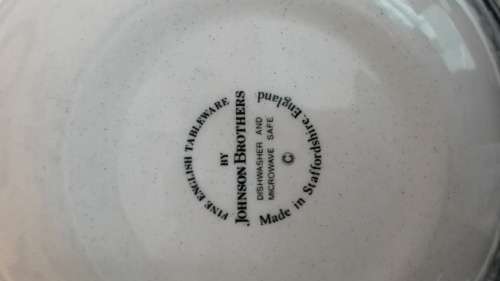 FINE ENGLISH TABLEWARE
BY
JOHNSON BROTHERS
DISHWASHER AND
MICROWAVE SAFE
©
Made in Staffordshire, England